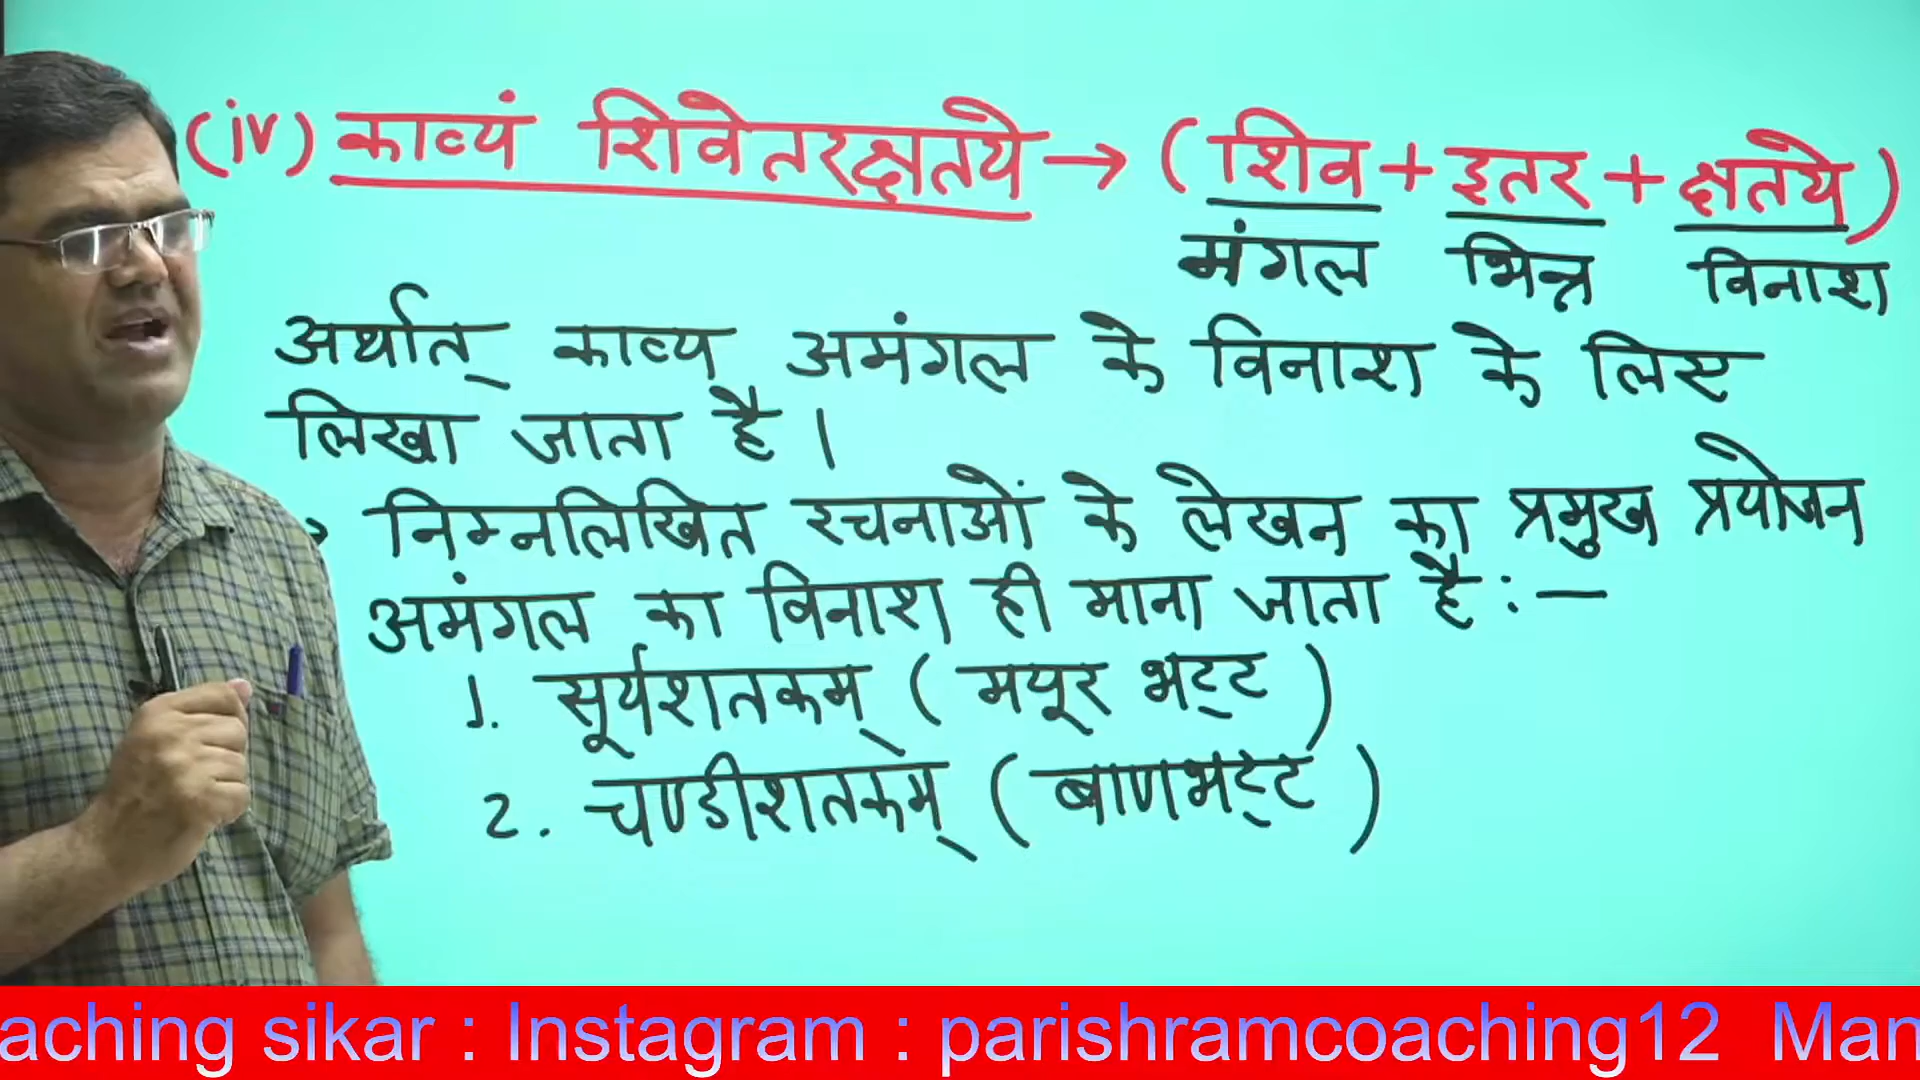 (iv) काव्यं शिवेतरक्षतये → (शिव + इतर + क्षतये)
मंगल भिन्न विनाश
अर्थात् काव्य अमंगल के विनाश के लिए
लिखा जाता है।
निम्नलिखित रचनाओं के लेखन का प्रमुख प्रयोजन
अमंगल का विनाश ही माना जाता है :—
1. सूर्यशतकम् (मयूर भट्ट)
2. चण्डीशतकम् (बाणभट्ट)
aching sikar : Instagram : parishramcoaching12 Man